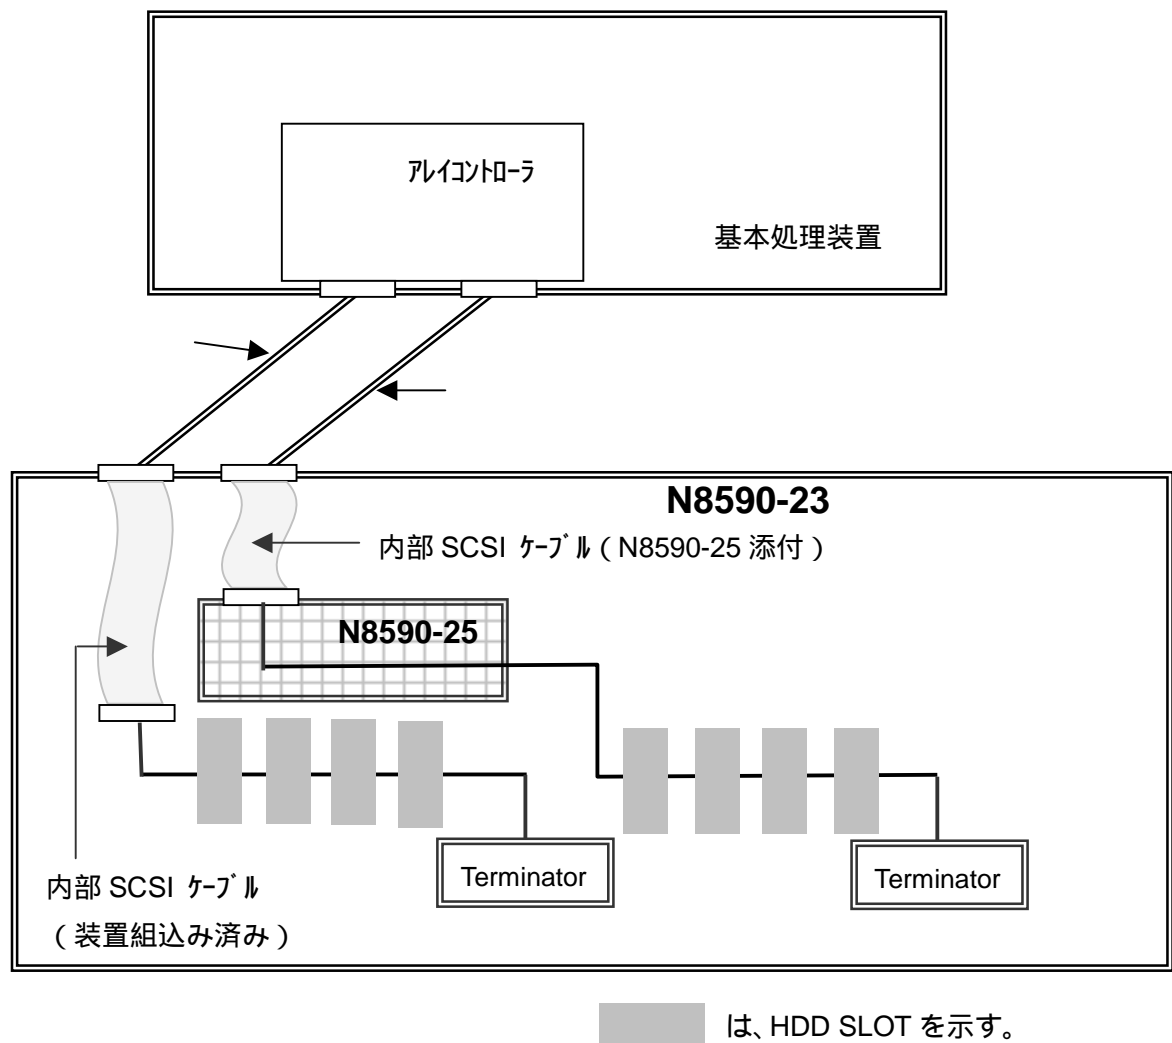 ｱﾚｲｺﾝﾄﾛｰﾗ
基本処理装置
N8590-23
内部 SCSI ｹｰﾌﾞﾙ（N8590-25 添付）
N8590-25
Terminator
Terminator
内部 SCSI ｹｰﾌﾞﾙ
（装置組込み済み）
は、HDD SLOT を示す。